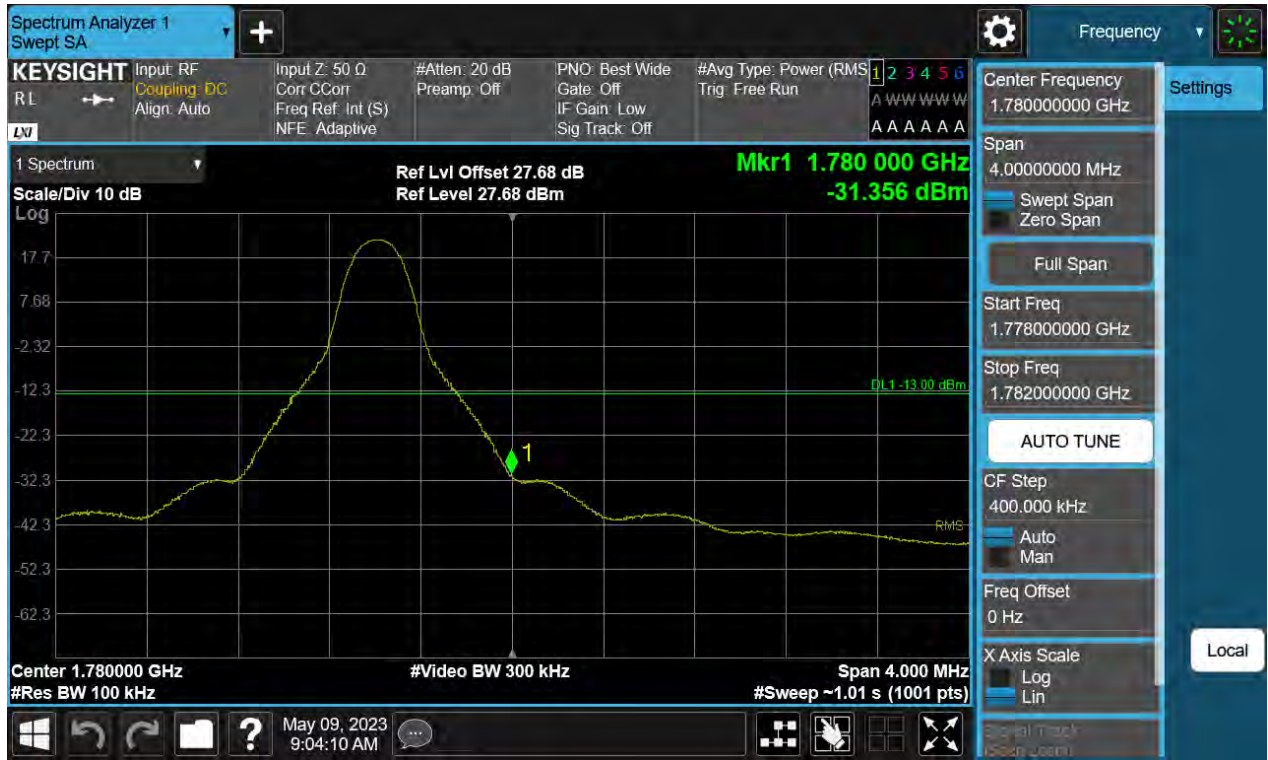 Spectrum Analyzer 1
Swept SA
Frequency
KEYSIGHT
RL
LXI
Input: RF
Coupling: DC
Align: Auto
Input Z: 50 Ω
Corr CCorr
Freq Ref: Int (S)
NFE: Adaptive
#Atten: 20 dB
Preamp: Off
PNO: Best Wide
Gate: Off
IF Gain: Low
Sig Track: Off
#Avg Type: Power (RMS
Trig: Free Run
1 2 3 4 5 6
A W W W W W
A A A A A A
1 Spectrum
Scale/Div 10 dB
Log
Ref Lvl Offset 27.68 dB
Ref Level 27.68 dBm
Mkr1 1.780 000 GHz
-31.356 dBm
17.7
7.68
-2.32
-12.3
-22.3
-32.3
-42.3
-52.3
-62.3
DL1 -13.00 dBm
1
RMS
Center 1.780000 GHz
#Res BW 100 kHz
#Video BW 300 kHz
Span 4.000 MHz
#Sweep ~1.01 s (1001 pts)
May 09, 2023
9:04:10 AM
Center Frequency
1.780000000 GHz
Settings
Span
4.00000000 MHz
Swept Span
Zero Span
Full Span
Start Freq
1.778000000 GHz
Stop Freq
1.782000000 GHz
AUTO TUNE
CF Step
400.000 kHz
Auto
Man
Freq Offset
0 Hz
X Axis Scale
Log
Lin
Local
Signal Track
(Span Zoom)